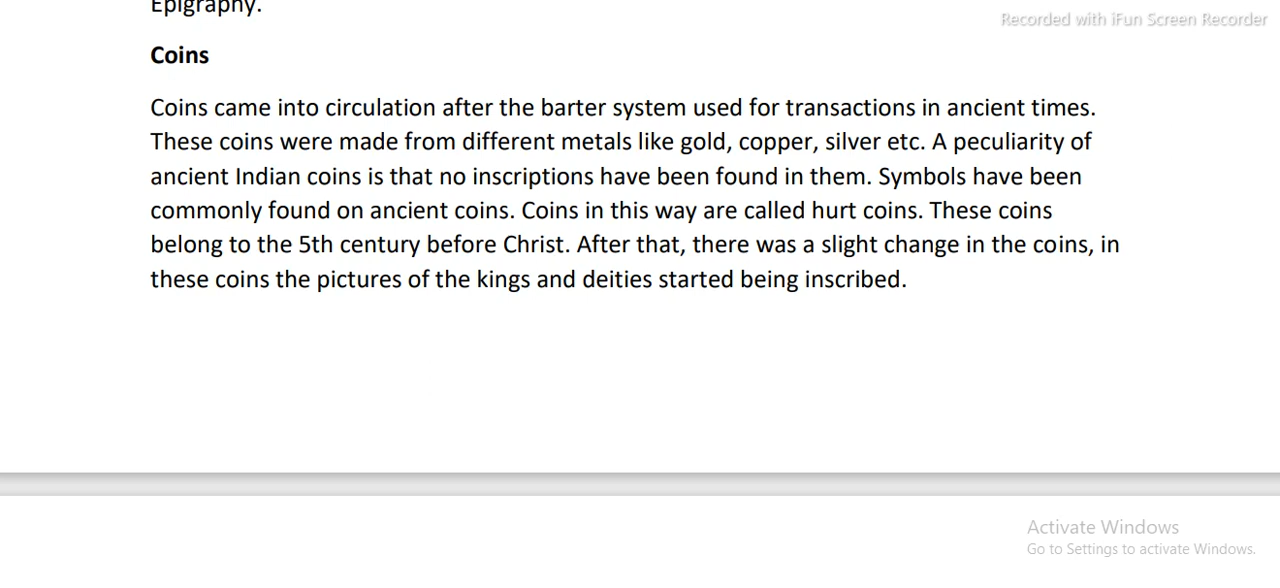 Epigraphy.
Recorded with iFun Screen Recorder
Coins
Coins came into circulation after the barter system used for transactions in ancient times.
These coins were made from different metals like gold, copper, silver etc. A peculiarity of
ancient Indian coins is that no inscriptions have been found in them. Symbols have been
commonly found on ancient coins. Coins in this way are called hurt coins. These coins
belong to the 5th century before Christ. After that, there was a slight change in the coins, in
these coins the pictures of the kings and deities started being inscribed.
Activate Windows
Go to Settings to activate Windows.